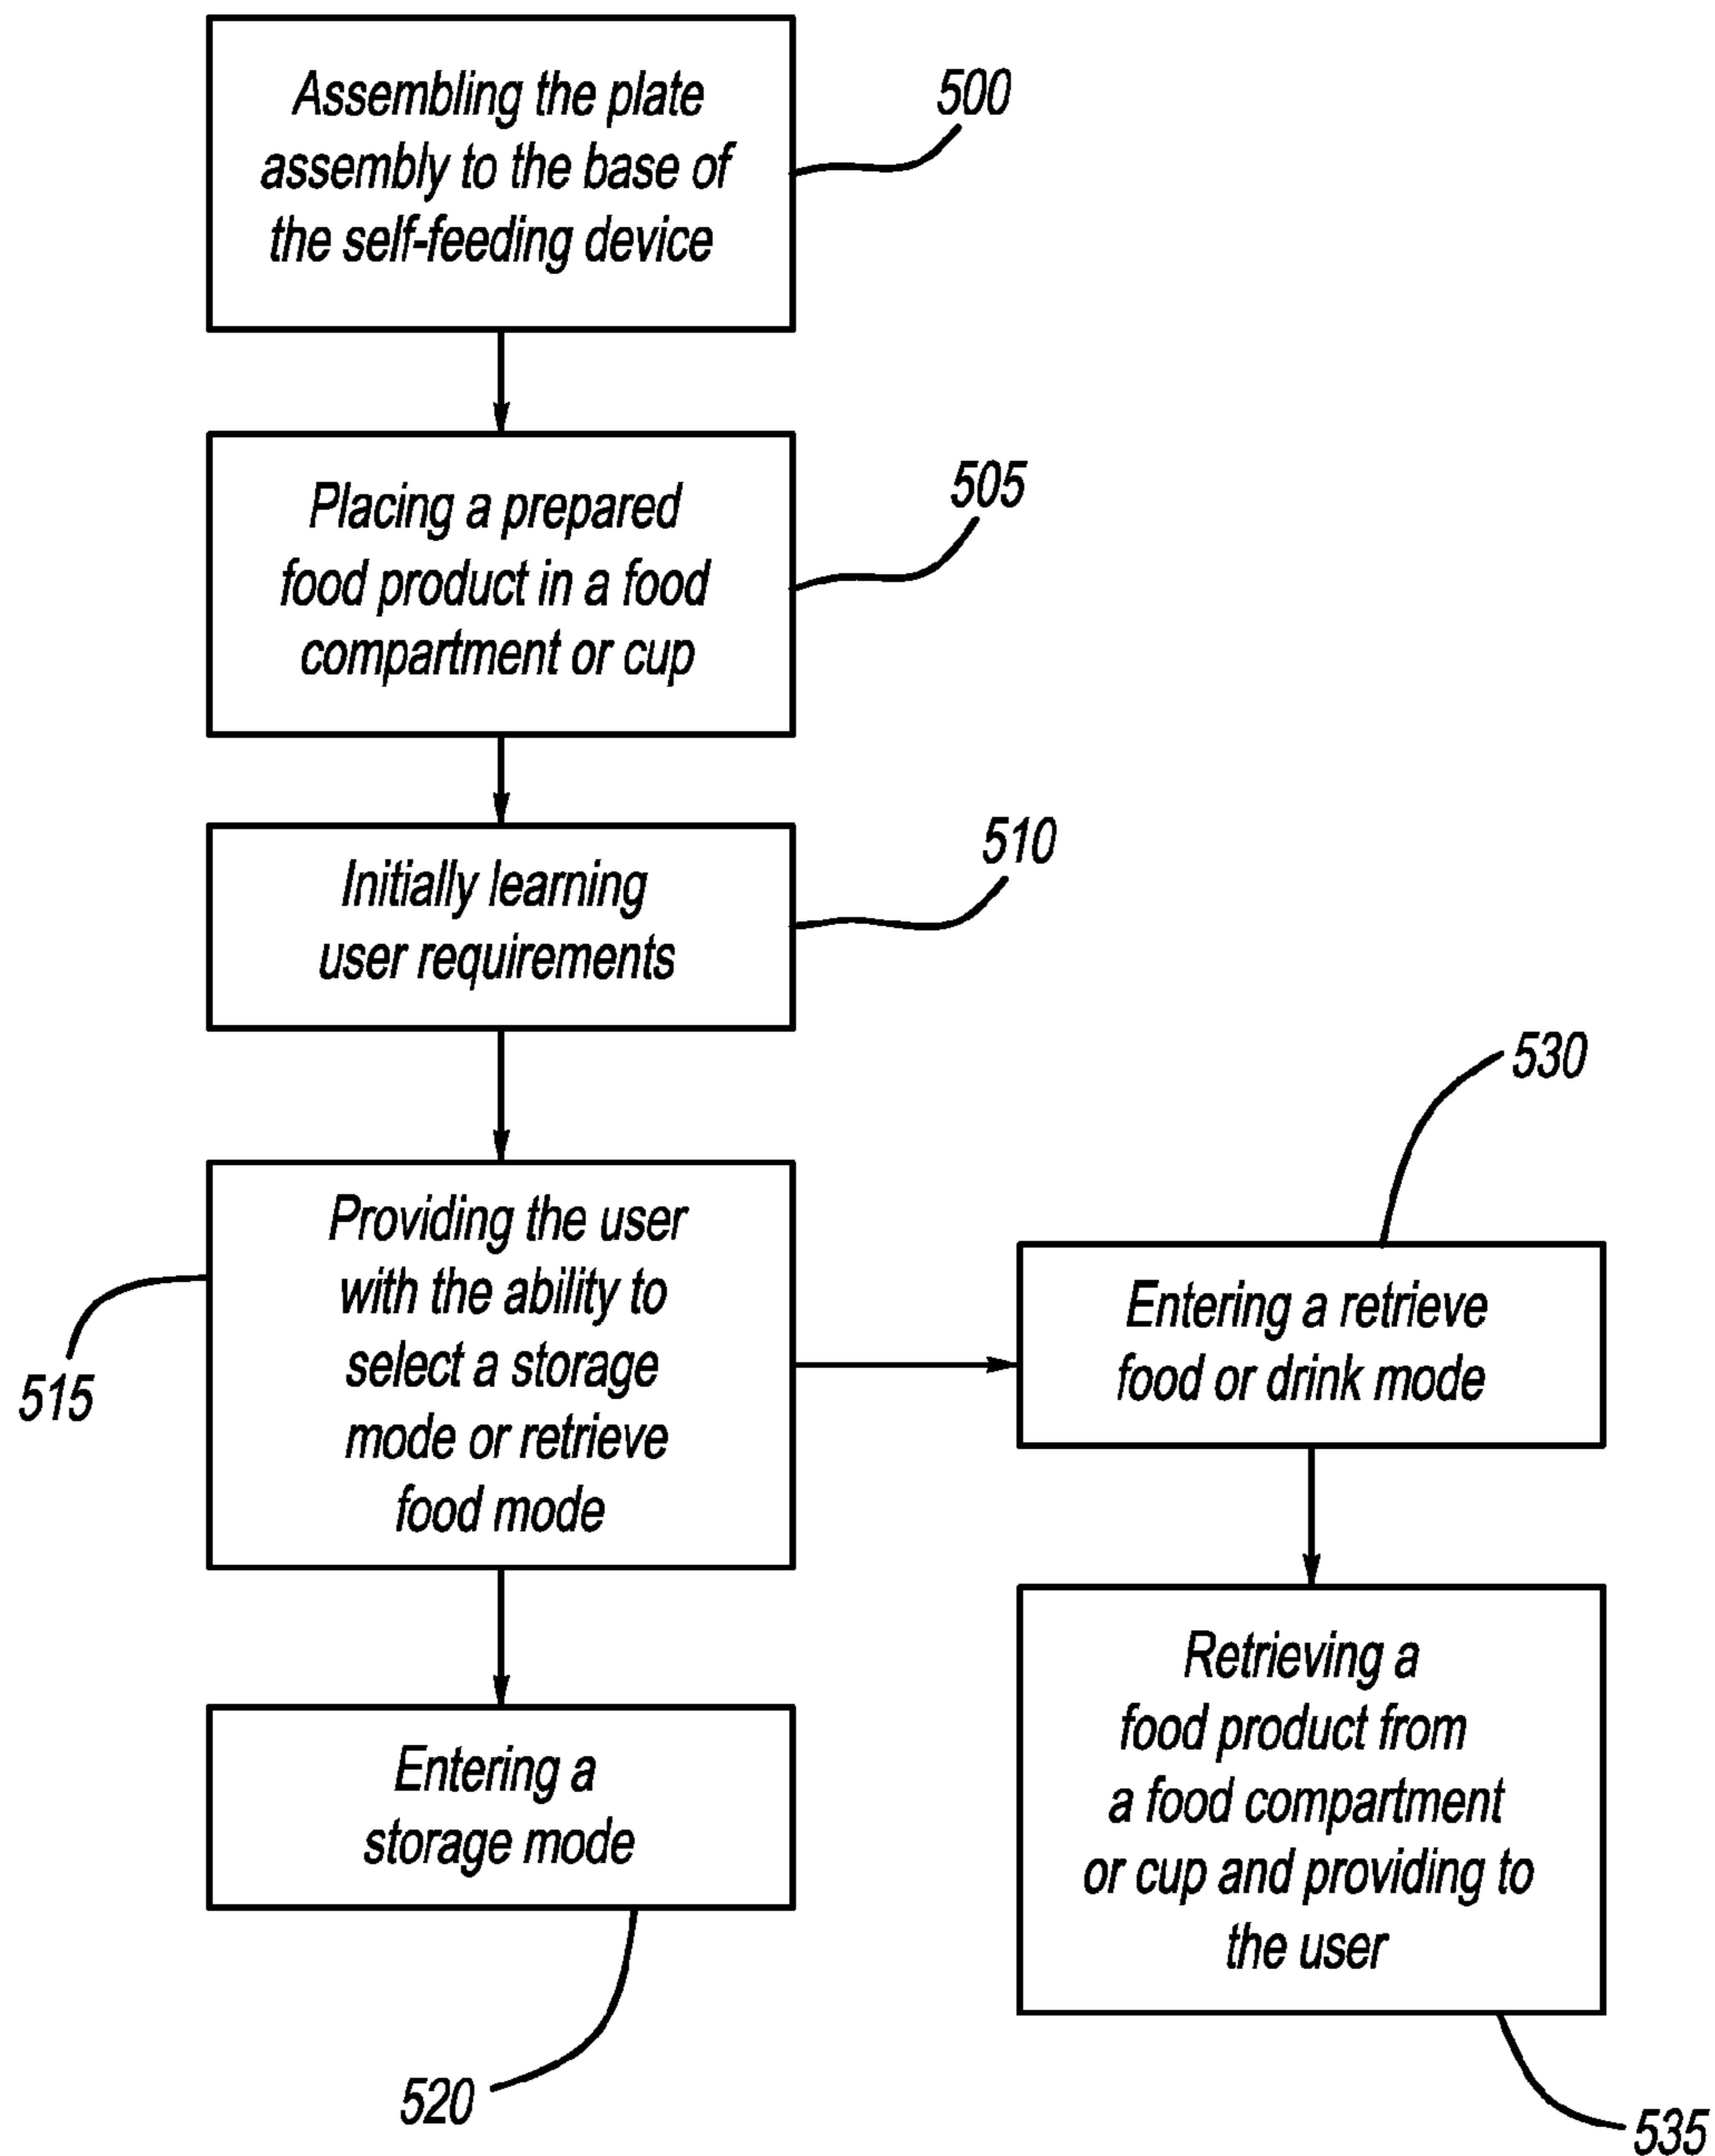 Assembling the plate
assembly to the base of
the self-feeding device
500
Placing a prepared
food product in a food
compartment or cup
505
Initially learning
user requirements
510
Providing the user
with the ability to
select a storage
mode or retrieve
food mode
515
Entering a
storage mode
520
530
Entering a retrieve
food or drink mode
Retrieving a
food product from
a food compartment
or cup and providing to
the user
535